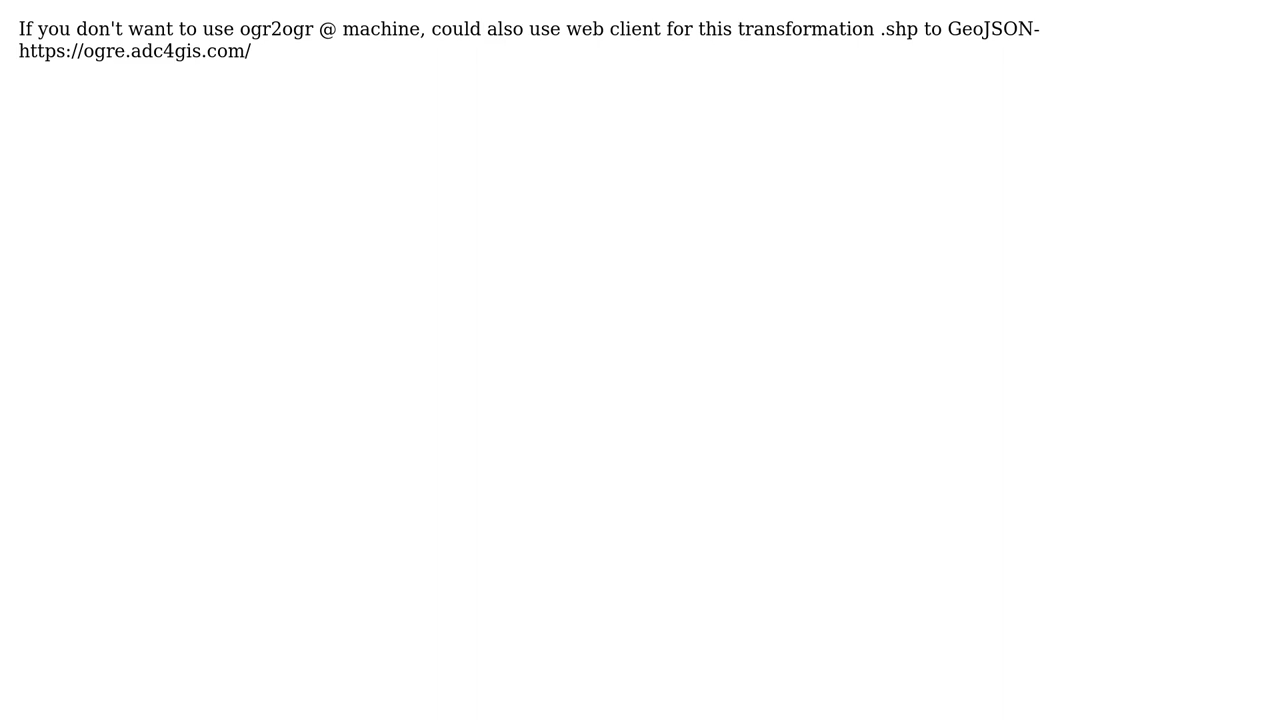 If you don't want to use ogr2ogr @ machine, could also use web client for this transformation .shp to GeoJSON-
https://ogre.adc4gis.com/